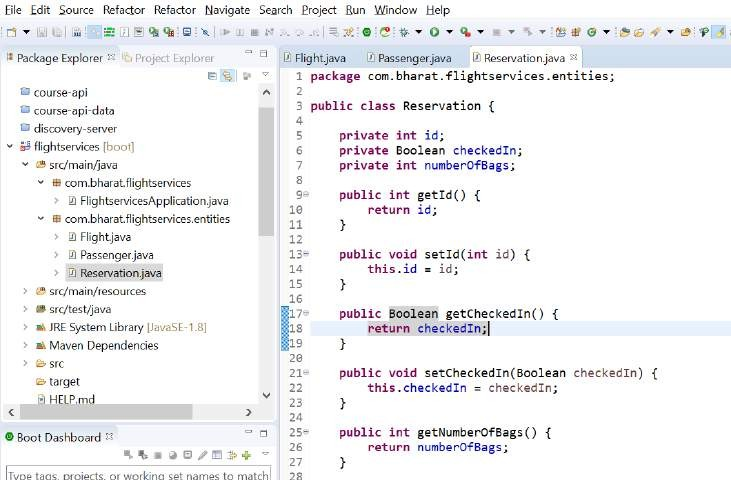 File Edit Source Refactor Refactor Navigate Search Project Run Window Help
Package Explorer Project Explorer
course-api
course-api-data
discovery-server
flightservices [boot]
src/main/java
com.bharat.flightservices
FlightservicesApplication.java
com.bharat.flightservices.entities
Flight.java
Passenger.java
Reservation.java
src/main/resources
src/test/java
JRE System Library [JavaSE-1.8]
Maven Dependencies
src
target
HELP.md
Boot Dashboard
Type tags, projects, or working set names to match
Flight.java Passenger.java Reservation.java
1 package com.bharat.flightservices.entities;
2
3 public class Reservation {
4
5 private int id;
6 private Boolean checkedIn;
7 private int numberOfBags;
8
9 public int getId() {
10 return id;
11 }
12
13 public void setId(int id) {
14 this.id = id;
15 }
16
17 public Boolean getCheckedIn() {
18 return checkedIn;
19 }
20
21 public void setCheckedIn(Boolean checkedIn) {
22 this.checkedIn = checkedIn;
23 }
24
25 public int getNumberOfBags() {
26 return numberOfBags;
27 }
28